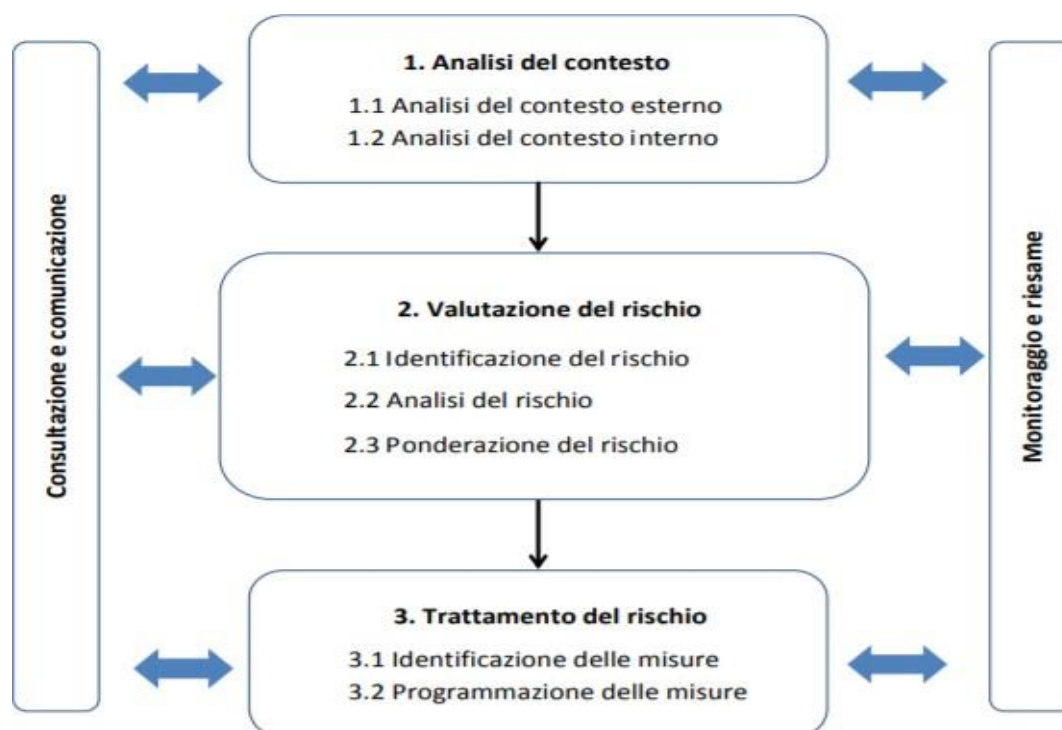 Consultazione e comunicazione
1. Analisi del contesto
1.1 Analisi del contesto esterno
1.2 Analisi del contesto interno
2. Valutazione del rischio
2.1 Identificazione del rischio
2.2 Analisi del rischio
2.3 Ponderazione del rischio
3. Trattamento del rischio
3.1 Identificazione delle misure
3.2 Programmazione delle misure
Monitoraggio e riesame